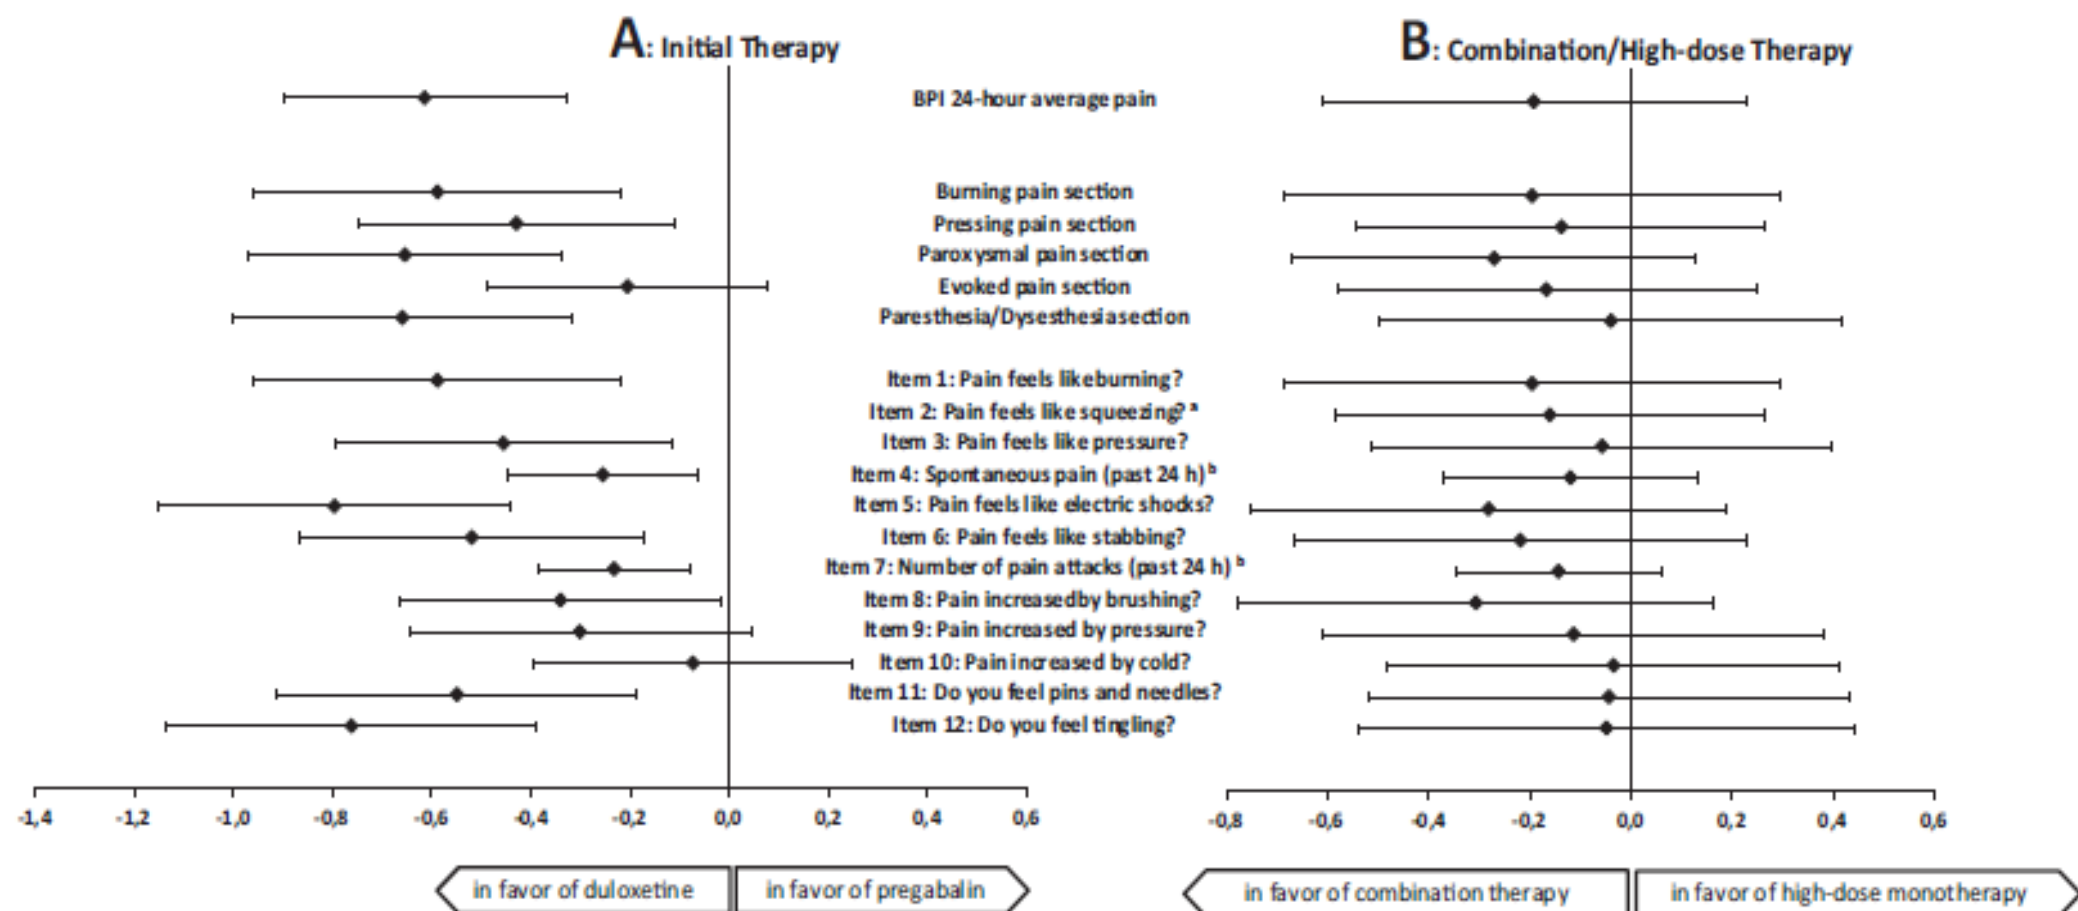 A: Initial Therapy
B: Combination/High-dose Therapy
BPI 24-hour average pain
Burning pain section
Pressing pain section
Paroxysmal pain section
Evoked pain section
Paresthesia/Dysesthesia section
Item 1: Pain feels like burning?
Item 2: Pain feels like squeezing? a
Item 3: Pain feels like pressure?
Item 4: Spontaneous pain (past 24 h) b
Item 5: Pain feels like electric shocks?
Item 6: Pain feels like stabbing?
Item 7: Number of pain attacks (past 24 h) b
Item 8: Pain increased by brushing?
Item 9: Pain increased by pressure?
Item 10: Pain increased by cold?
Item 11: Do you feel pins and needles?
Item 12: Do you feel tingling?
-1,4 -1,2 -1,0 -0,8 -0,6 -0,4 -0,2 0,0 0,2 0,4 0,6
-0,8 -0,6 -0,4 -0,2 0,0 0,2 0,4 0,6
in favor of duloxetine
in favor of pregabalin
in favor of combination therapy
in favor of high-dose monotherapy